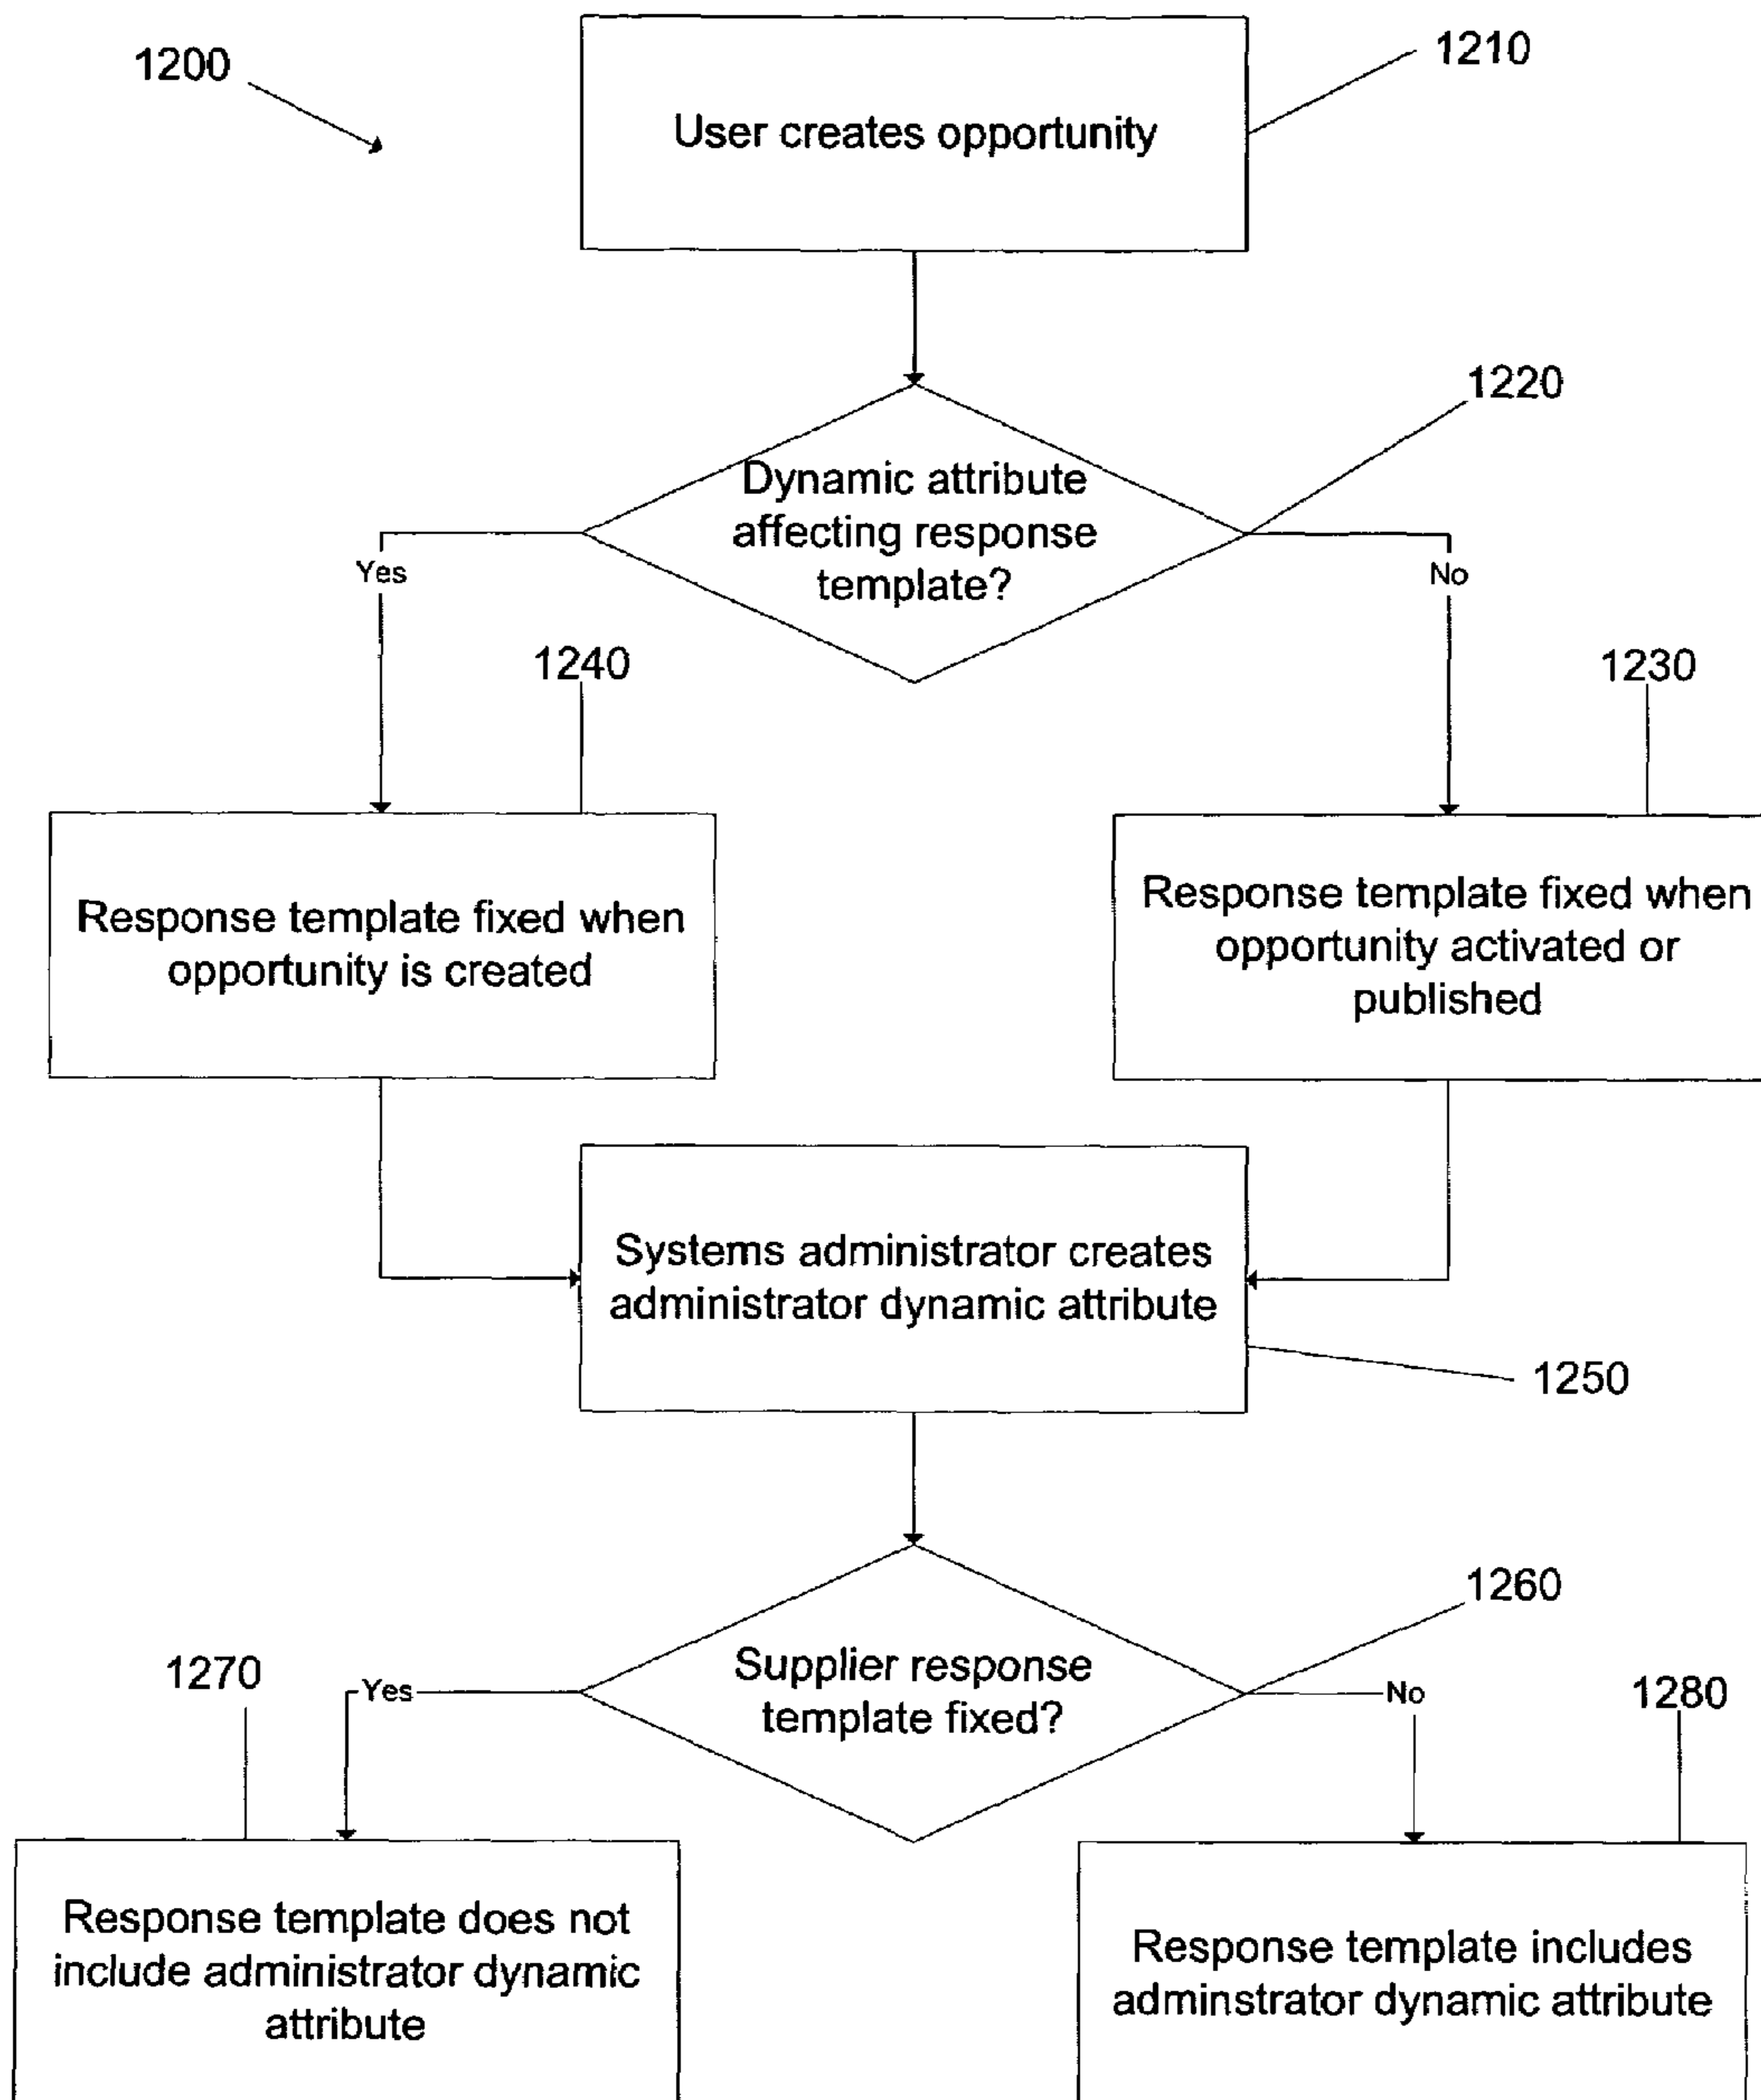 1200
1210
User creates opportunity
1220
Dynamic attribute
affecting response
template?
Yes
No
1240
1230
Response template fixed when
opportunity is created
Response template fixed when
opportunity activated or
published
Systems administrator creates
administrator dynamic attribute
1250
1260
Supplier response
template fixed?
1270
Yes
No
1280
Response template does not
include administrator dynamic
attribute
Response template includes
adminstrator dynamic attribute